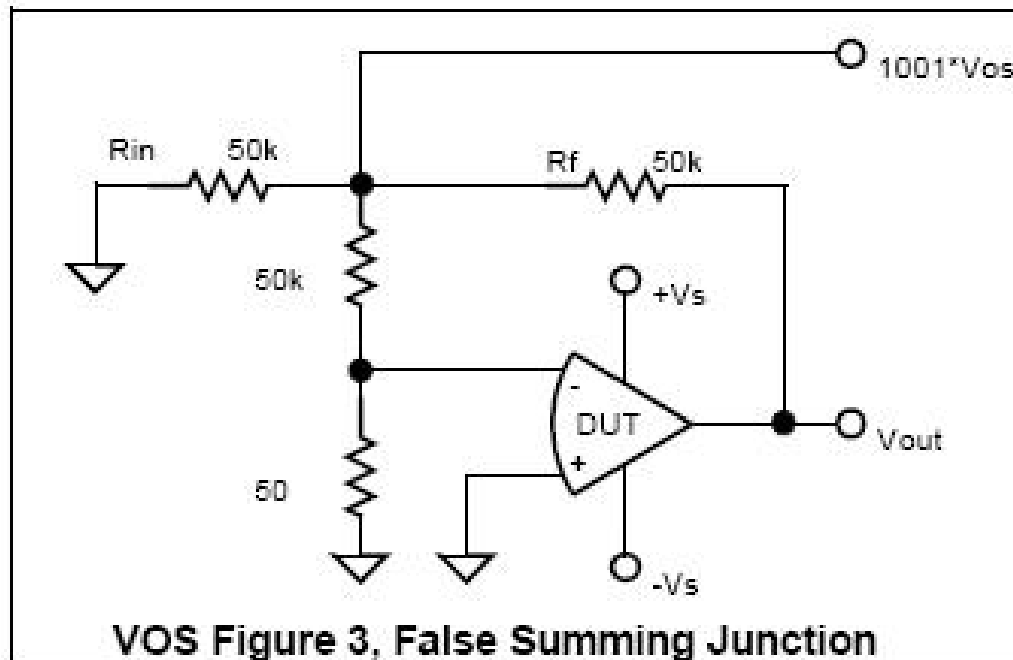 1001*Vos
Rin 50k
Rf 50k
50k
+Vs
-
DUT
+
Vout
50
-Vs
VOS Figure 3, False Summing Junction